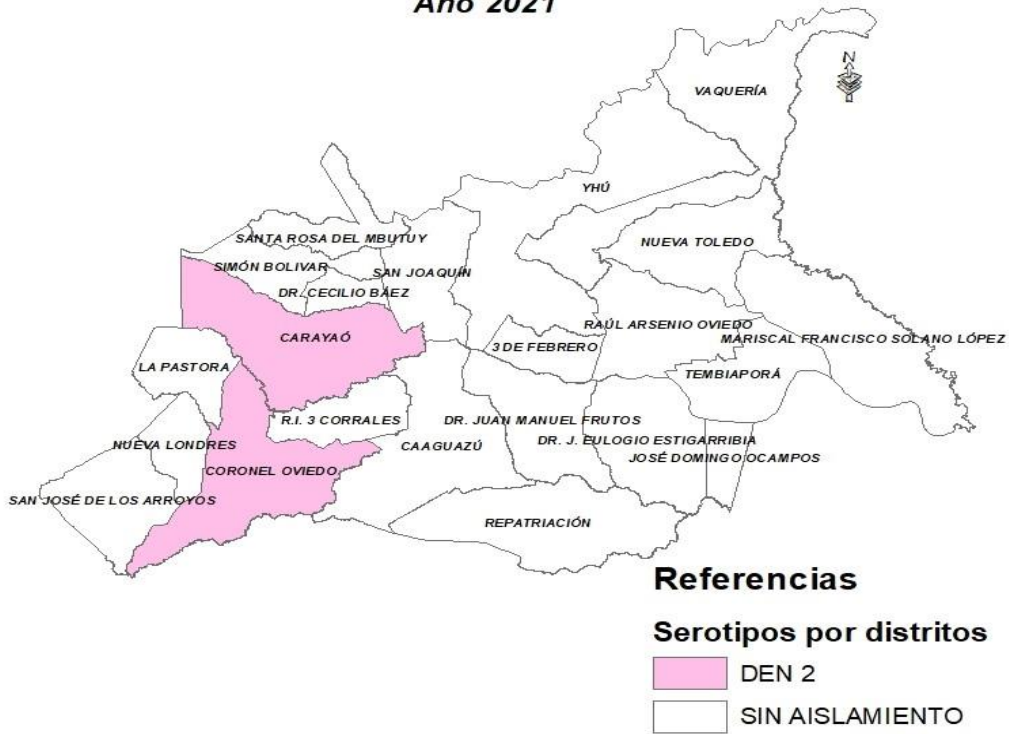 Año 2021
N
VAQUERÍA
YHÚ
SANTA ROSA DEL MBUTUY
NUEVA TOLEDO
SIMÓN BOLIVAR
SAN JOAQUÍN
DR. CECILIO BÁEZ
CARAYAÓ
RAÚL ARSENIO OVIEDO
3 DE FEBRERO
MARISCAL FRANCISCO SOLANO LÓPEZ
LA PASTORA
TEMBIAPORÁ
R.I. 3 CORRALES
DR. JUAN MANUEL FRUTOS
NUEVA LONDRES
CAAGUAZÚ
DR. J. EULOGIO ESTIGARRIBIA
CORONEL OVIEDO
JOSÉ DOMINGO OCAMPOS
SAN JOSÉ DE LOS ARROYOS
REPATRIACIÓN
Referencias
Serotipos por distritos
DEN 2
SIN AISLAMIENTO